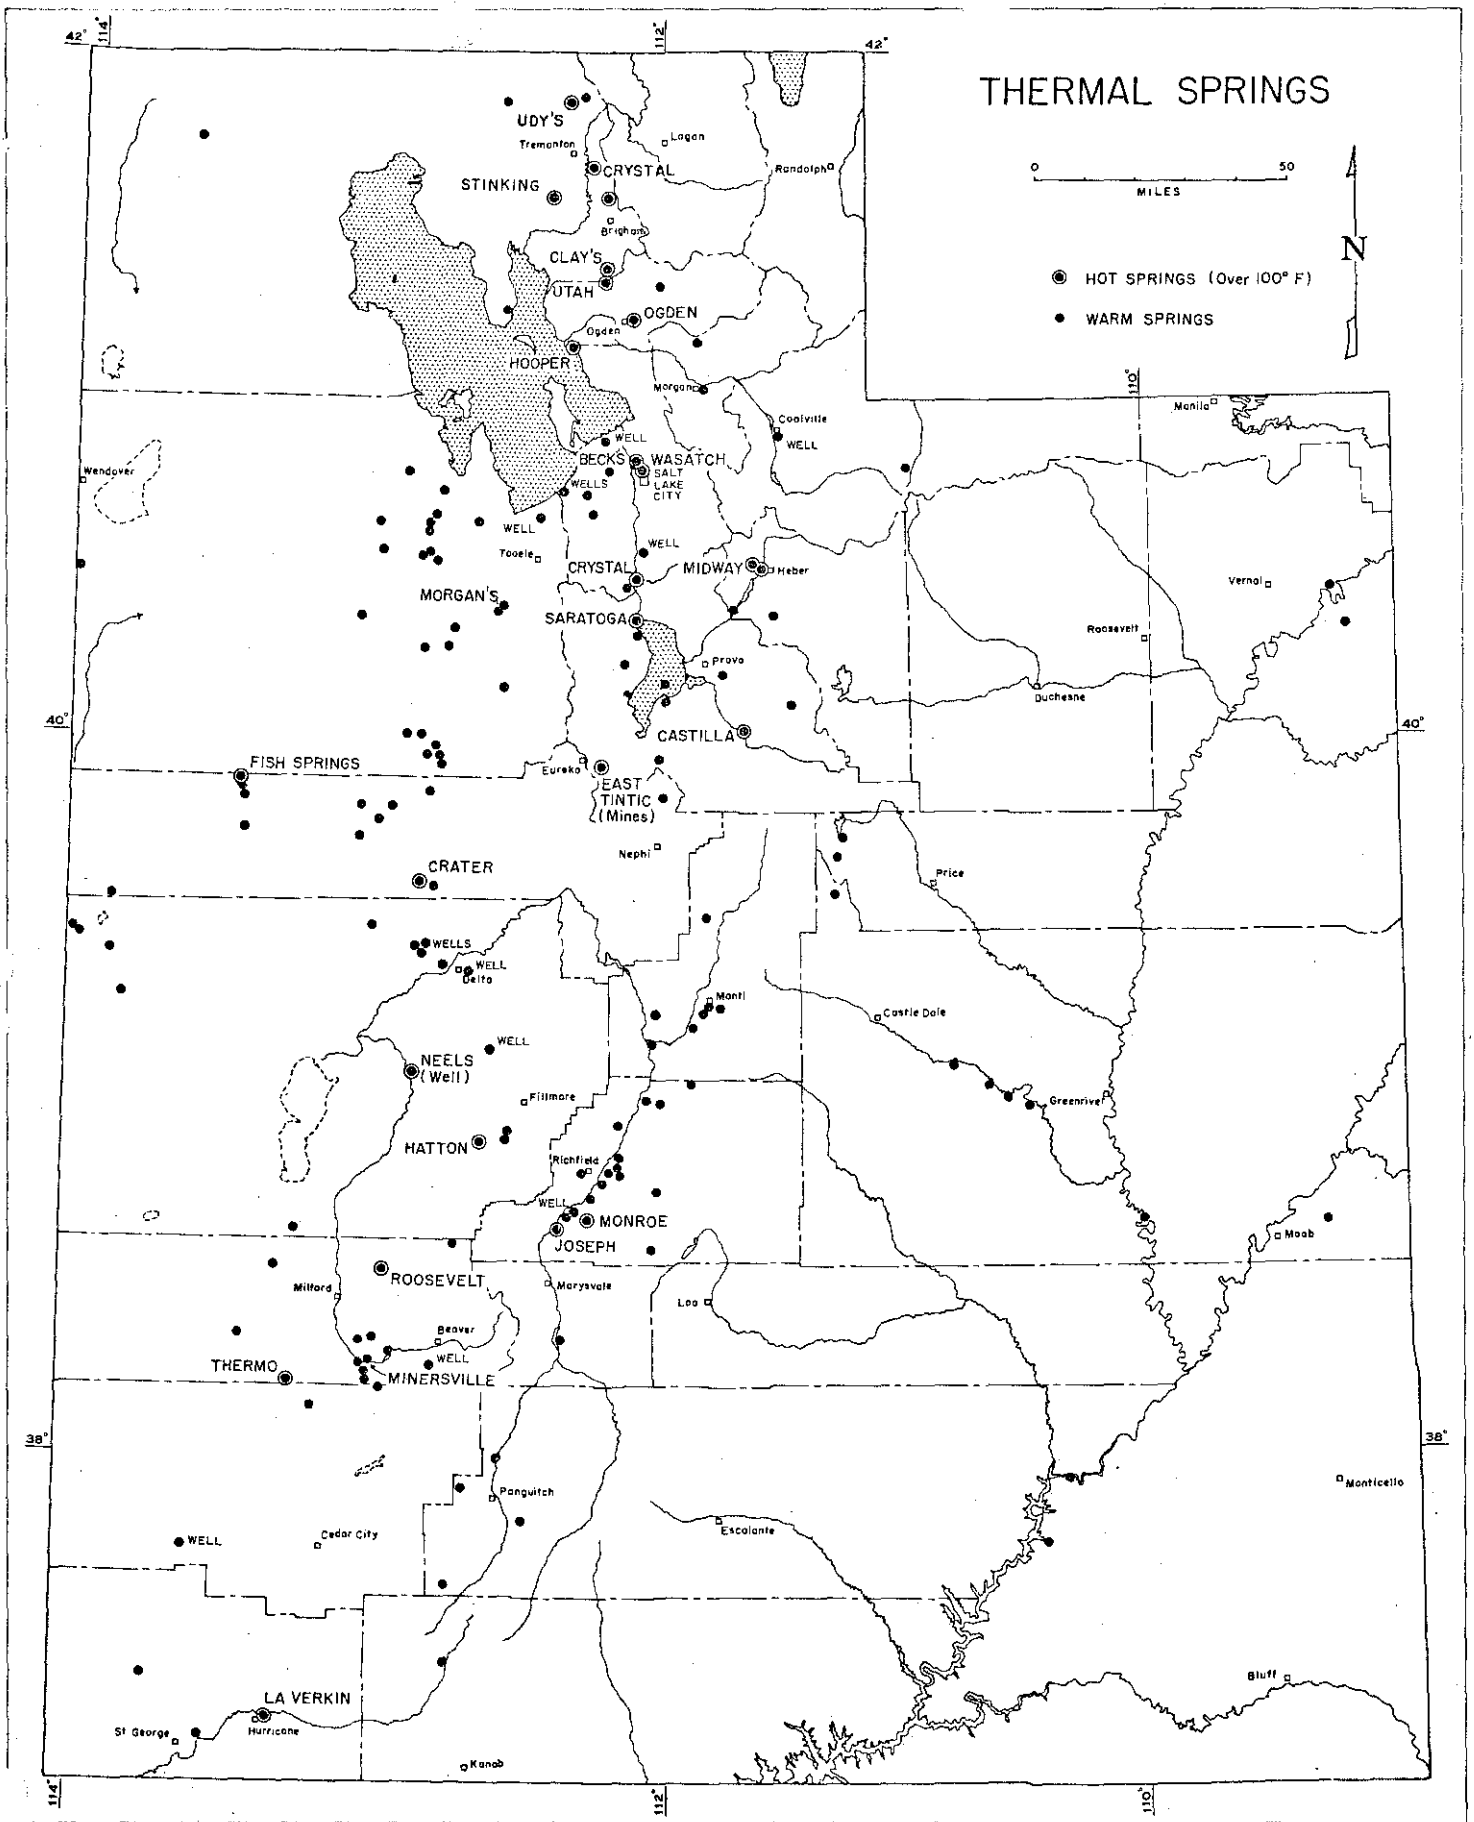 114°
112°
42°
42°
THERMAL SPRINGS
0 50
MILES
N
HOT SPRINGS (Over 100° F)
WARM SPRINGS
UDY'S
Tremonton
Logan
CRYSTAL
Randolph
STINKING
Brigham
CLAY'S
UTAH
OGDEN
Ogden
HOOPER
Morgan
110°
Manila
Coalville
WELL
WELL
BECKS
WASATCH
SALT
LAKE
CITY
Wendover
WELLS
WELL
Tooele
WELL
CRYSTAL
MIDWAY
Heber
Vernal
MORGAN'S
SARATOGA
Roosevelt
Provo
Duchesne
40°
40°
CASTILLA
FISH SPRINGS
Eureka
EAST
TINTIC
(Mines)
Nephi
CRATER
Price
WELLS
WELL
Delta
Manti
Castle Dale
WELL
NEELS
(Well)
Fillmore
Greenriver
HATTON
Richfield
WELL
MONROE
JOSEPH
Moab
ROOSEVELT
Marysvale
Milford
Loa
Beaver
WELL
THERMO
MINERSVILLE
38°
38°
Panguitch
Monticello
WELL
Cedar City
Escalante
LA VERKIN
Bluff
St George
Hurricane
Kanab
114°
112°
110°